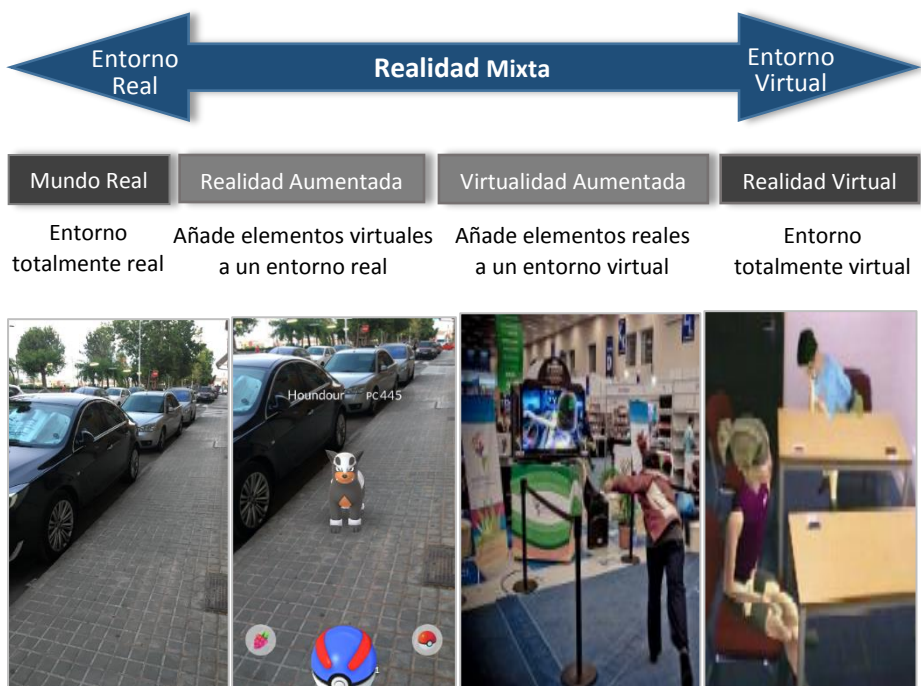 Entorno
Real
Realidad Mixta
Entorno
Virtual
Mundo Real
Realidad Aumentada
Virtualidad Aumentada
Realidad Virtual
Entorno
totalmente real
Añade elementos virtuales
a un entorno real
Añade elementos reales
a un entorno virtual
Entorno
totalmente virtual
Houndour PC445
1